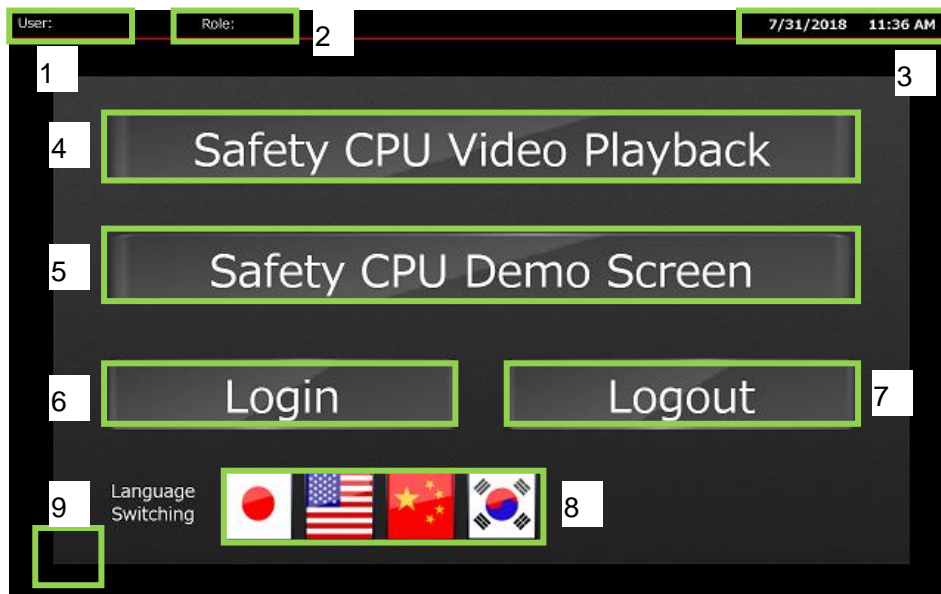 User:
Role:
2
7/31/2018 11:36 AM
1
3
4
Safety CPU Video Playback
5
Safety CPU Demo Screen
6
Login
Logout
7
9
Language
Switching
8